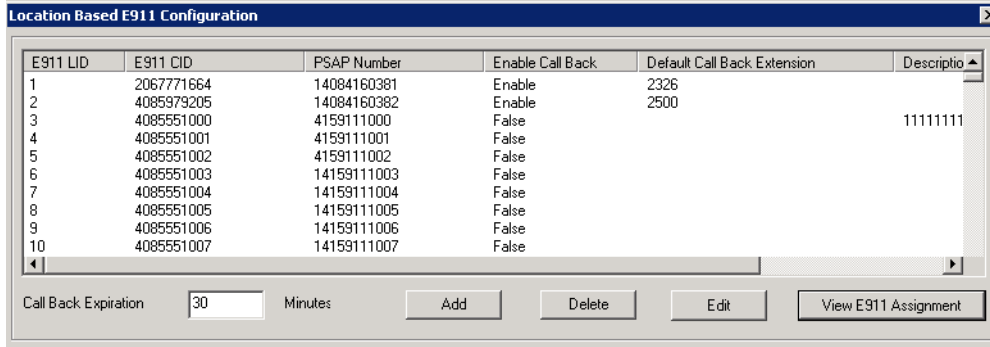 Location Based E911 Configuration
E911 LID E911 CID PSAP Number Enable Call Back Default Call Back Extension Descriptio
1 2067771664 14084160381 Enable 2326
2 4085979205 14084160382 Enable 2500
3 4085551000 4159111000 False 11111111
4 4085551001 4159111001 False
5 4085551002 4159111002 False
6 4085551003 14159111003 False
7 4085551004 14159111004 False
8 4085551005 14159111005 False
9 4085551006 14159111006 False
10 4085551007 14159111007 False
Call Back Expiration 30 Minutes Add Delete Edit View E911 Assignment